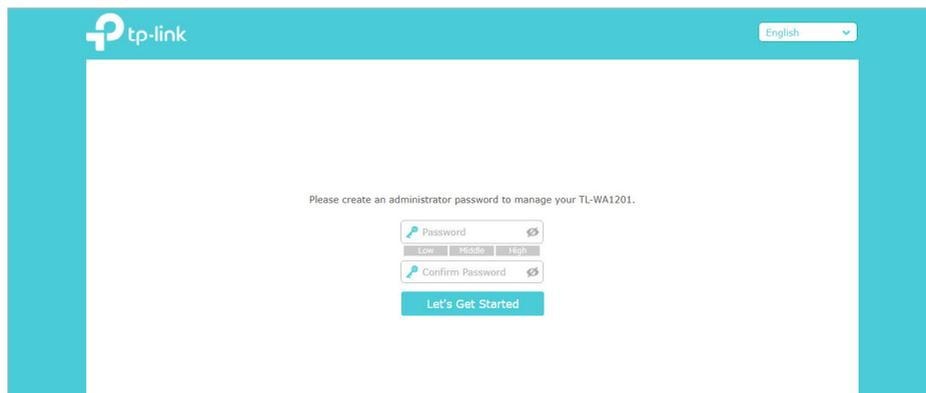 tp-link
English
Please create an administrator password to manage your TL-WA1201.
Password
Low Middle High
Confirm Password
Let's Get Started